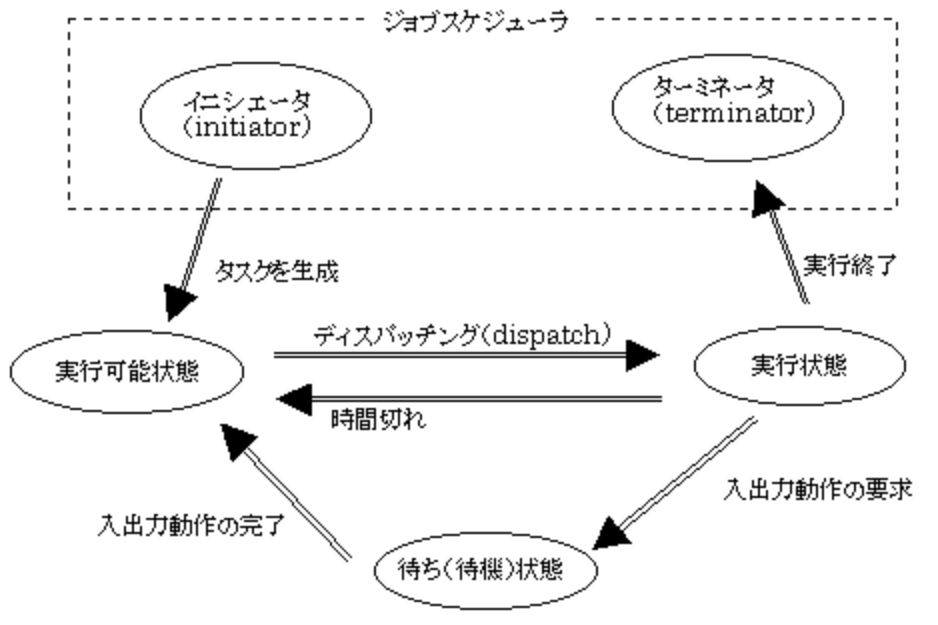 ジョブスケジューラ
イニシェータ
(initiator)
ターミネータ
(terminator)
タスクを生成
実行終了
ディスパッチング(dispatch)
実行可能状態
実行状態
時間切れ
入出力動作の要求
入出力動作の完了
待ち(待機)状態